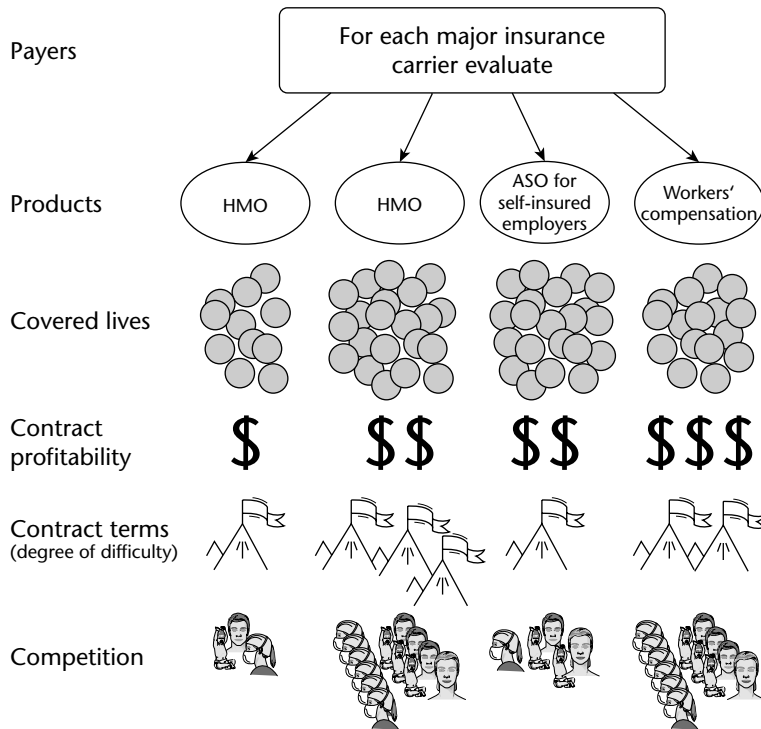 Payers
For each major insurance
carrier evaluate
Products
HMO
HMO
ASO for
self-insured
employers
Workers‘
compensation
Covered lives
Contract
profitability
$
$$
$$
$$$
Contract terms
(degree of difficulty)
Competition